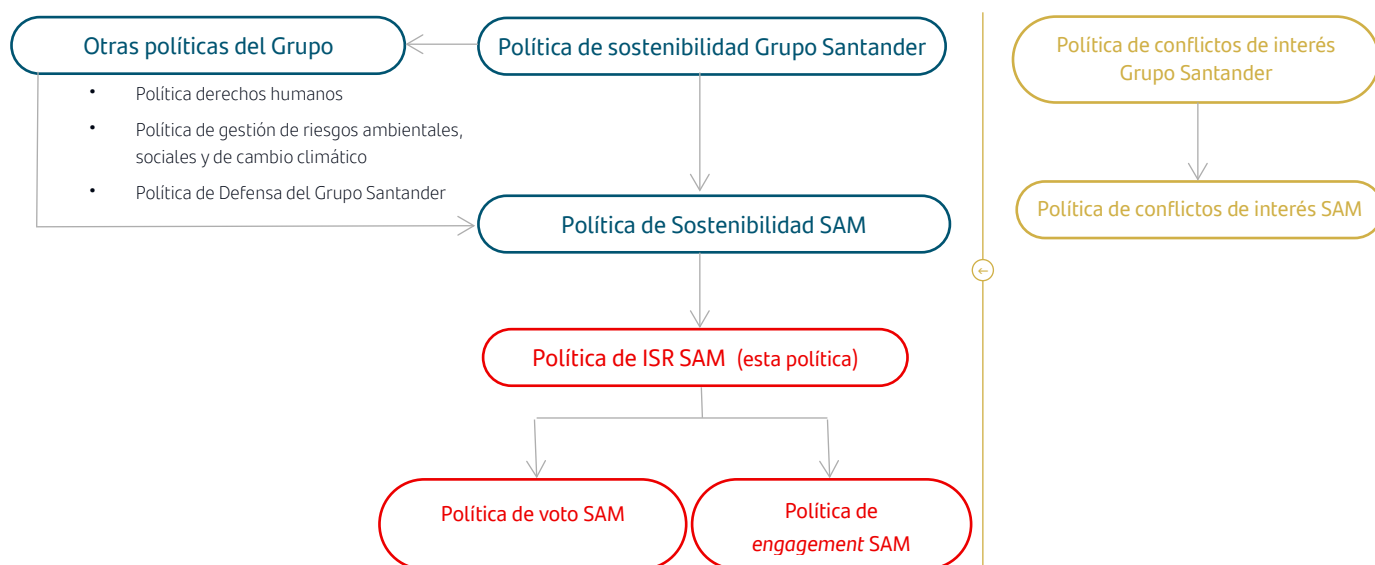 Otras políticas del Grupo
Política de sostenibilidad Grupo Santander
• Política derechos humanos
• Política de gestión de riesgos ambientales,
sociales y de cambio climático
• Política de Defensa del Grupo Santander
Política de Sostenibilidad SAM
Política de ISR SAM (esta política)
Política de voto SAM
Política de
engagement SAM
←
Política de conflictos de interés
Grupo Santander
Política de conflictos de interés SAM